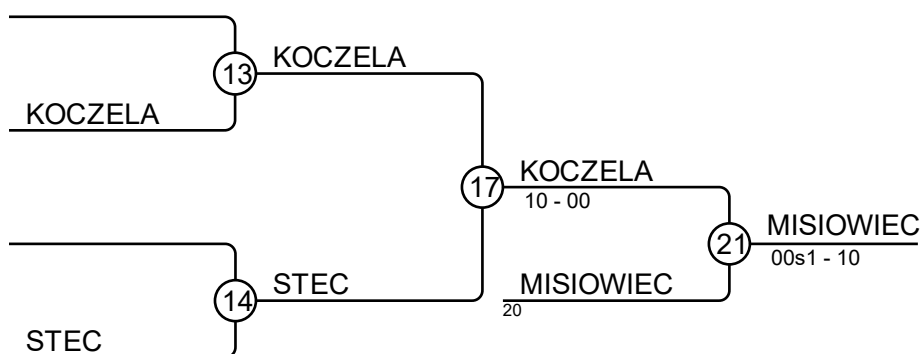 KOCZELA
13
KOCZELA
KOCZELA
17
10 - 00
MISIOWIEC
21
00s1 - 10
STEC
MISIOWIEC
14
20
STEC